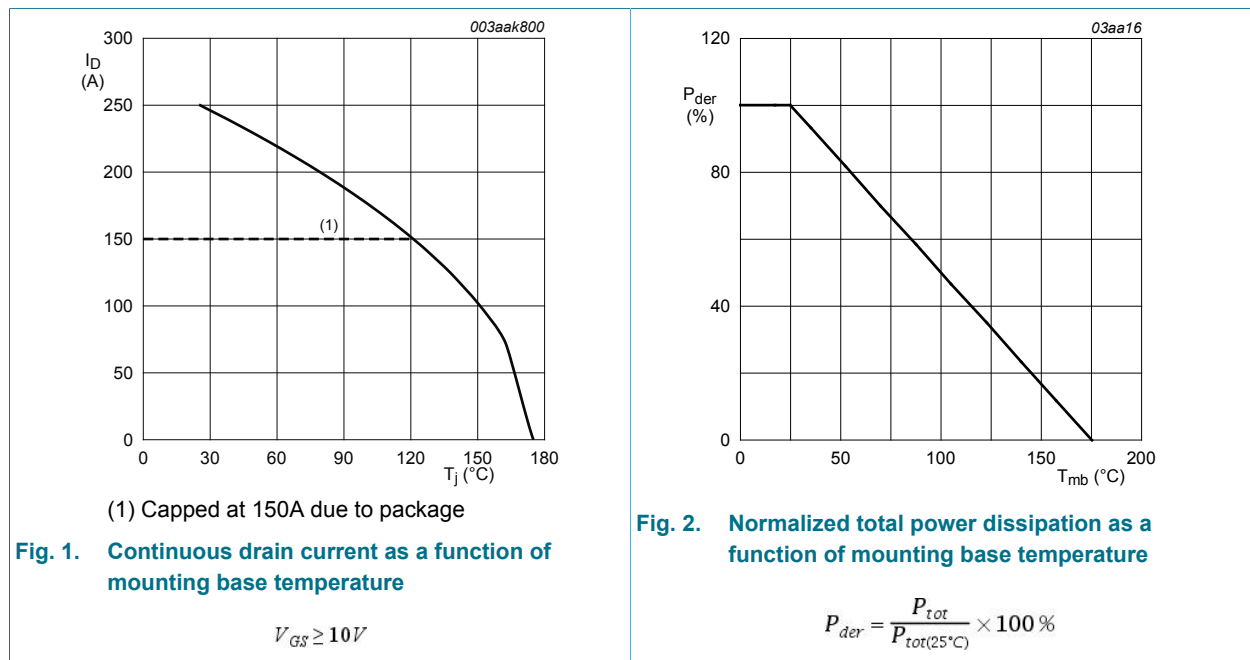 003aak800
I_D
(A)
300
250
200
150
100
50
0
(1)
0 30 60 90 120 150 180
T_j (°C)
(1) Capped at 150A due to package
Fig. 1. Continuous drain current as a function of
mounting base temperature
V_GS ≥ 10V
03aa16
P_der
(%)
120
80
40
0
0 50 100 150 200
T_mb (°C)
Fig. 2. Normalized total power dissipation as a
function of mounting base temperature
P_der = P_tot / P_tot(25°C) × 100 %